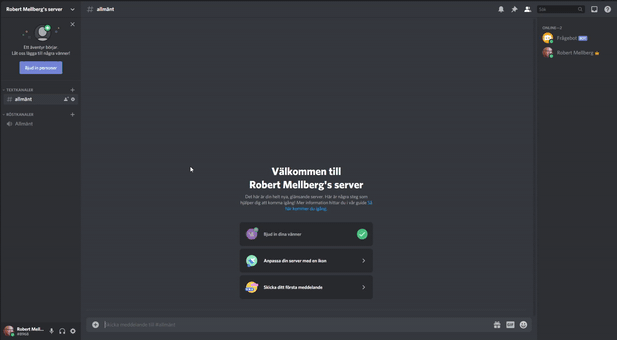 Robert Mellberg's server
allmänt
Sök
Ett äventyr börjar.
Låt oss lägga till några vänner!
Bjud in personer
TEXTKANALER
allmänt
RÖSTKANALER
Allmänt
Välkommen till
Robert Mellberg's server
Det här är din helt nya, glänsande server. Här är några steg som
hjälper dig att komma igång! Mer information hittar du i vår guide
här kommer du igång.
Bjud in dina vänner
Anpassa din server med en ikon
Skicka ditt första meddelande
Skicka meddelande till #allmänt
GIF
ONLINE—2
Frågebot BOT
Robert Mellberg
Robert Mell...